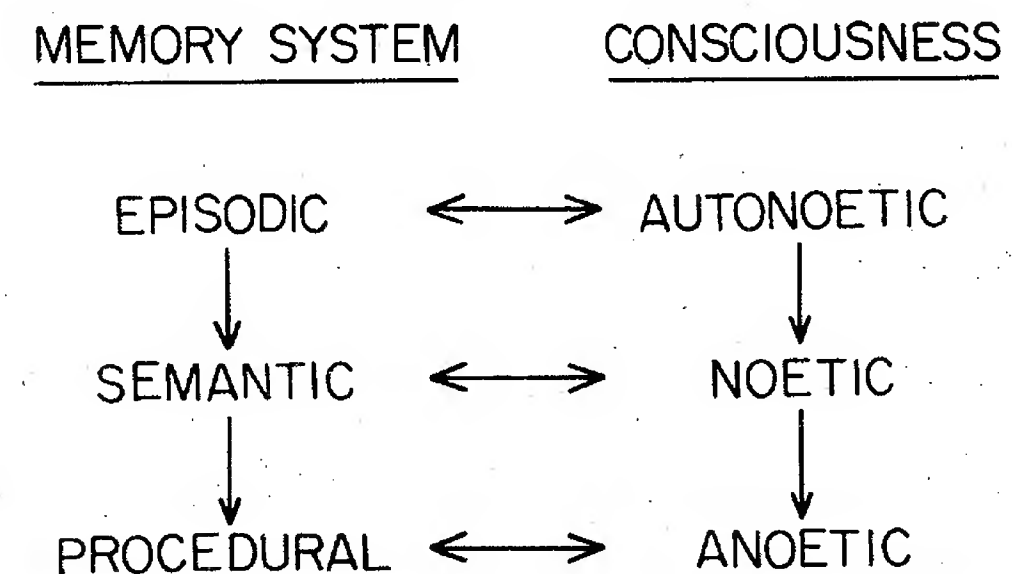 MEMORY SYSTEM CONSCIOUSNESS
EPISODIC AUTONOETIC
SEMANTIC NOETIC
PROCEDURAL ANOETIC